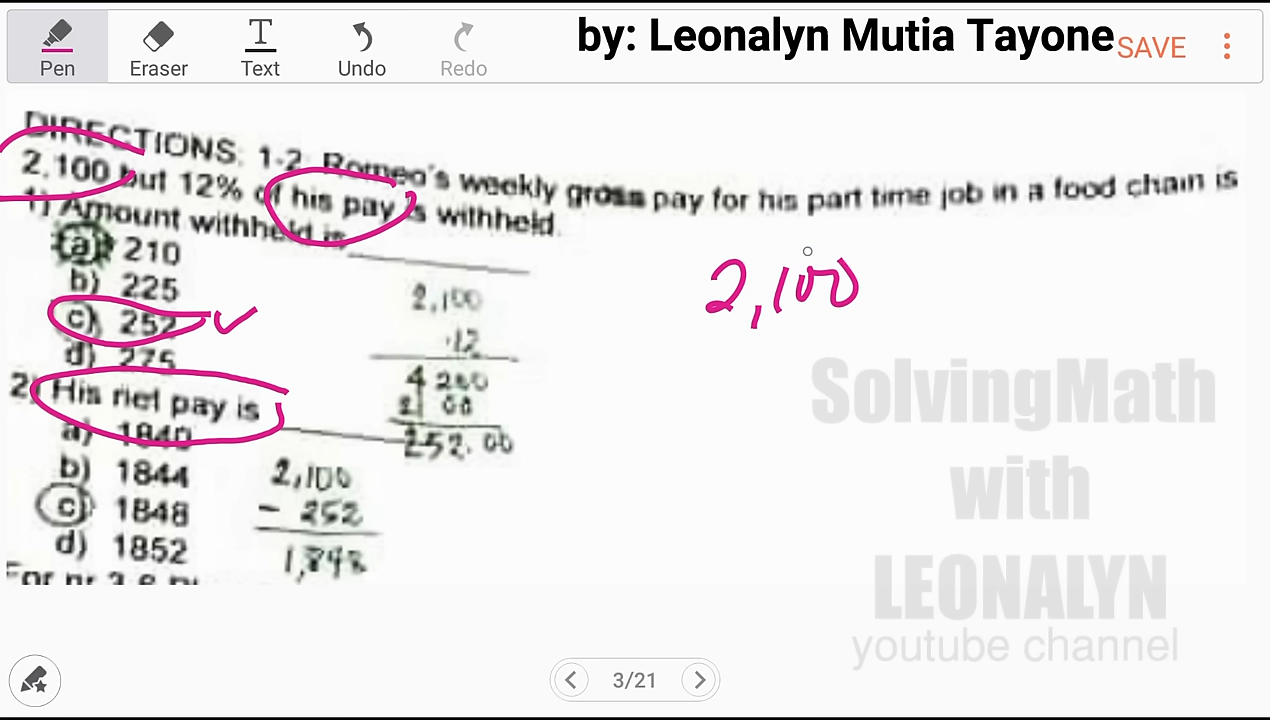 by: Leonalyn Mutia Tayone
SAVE
Pen
Eraser
Text
Undo
Redo
DIRECTIONS: 1-2. Romeo's weekly gross pay for his part time job in a food chain is
2,100 but 12% of his pay is withheld.
1) Amount withheld is
a) 210
b) 225
c) 252
d) 275
2,100
.12
4 200
21 00
252.00
2,100
2) His net pay is
a) 1840
b) 1844
c) 1848
d) 1852
2,100
- 252
1,848
SolvingMath
with
LEONALYN
youtube channel
3/21